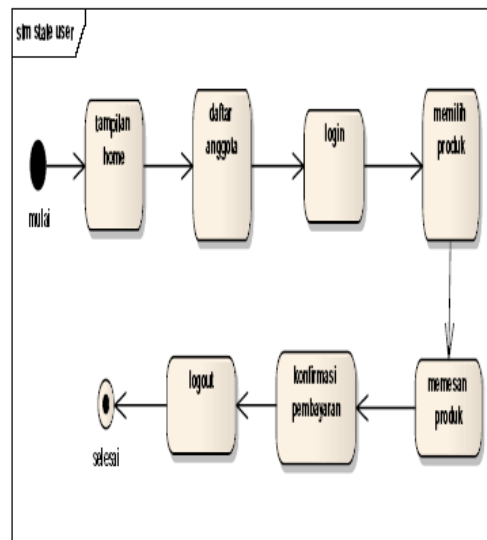 stm state user
tampilan
home
daftar
anggota
login
memilih
produk
mulai
memesan
produk
konfirmasi
pembayaran
logout
selesai